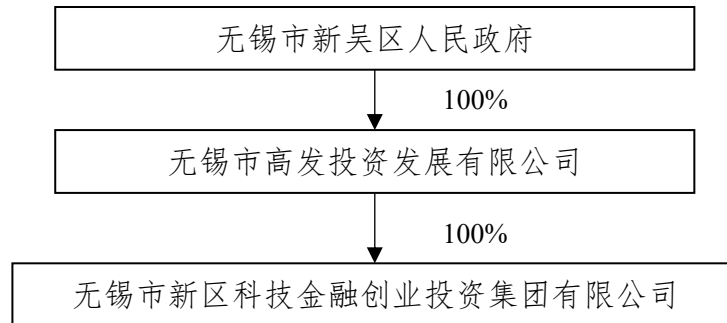 无锡市新吴区人民政府
100%
无锡市高发投资发展有限公司
100%
无锡市新区科技金融创业投资集团有限公司